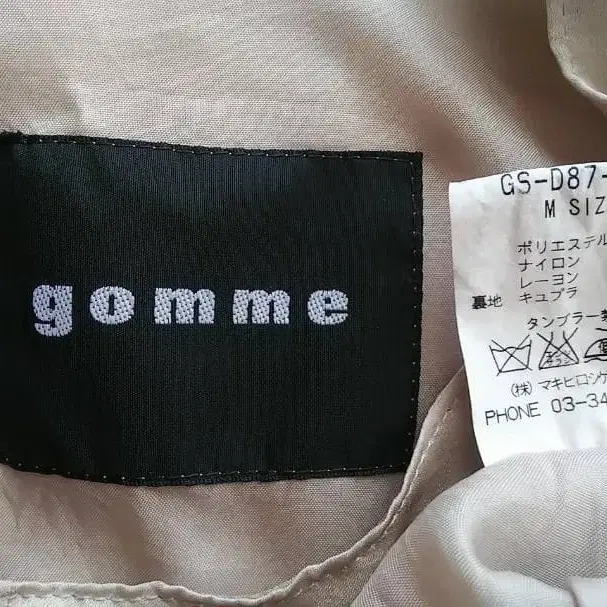 gomme
GS-D87-
M SIZ
ポリエステル
ナイロン
レーヨン
裏地 キュプラ
タンブラー
(株) マキヒロシゲ
PHONE 03-34